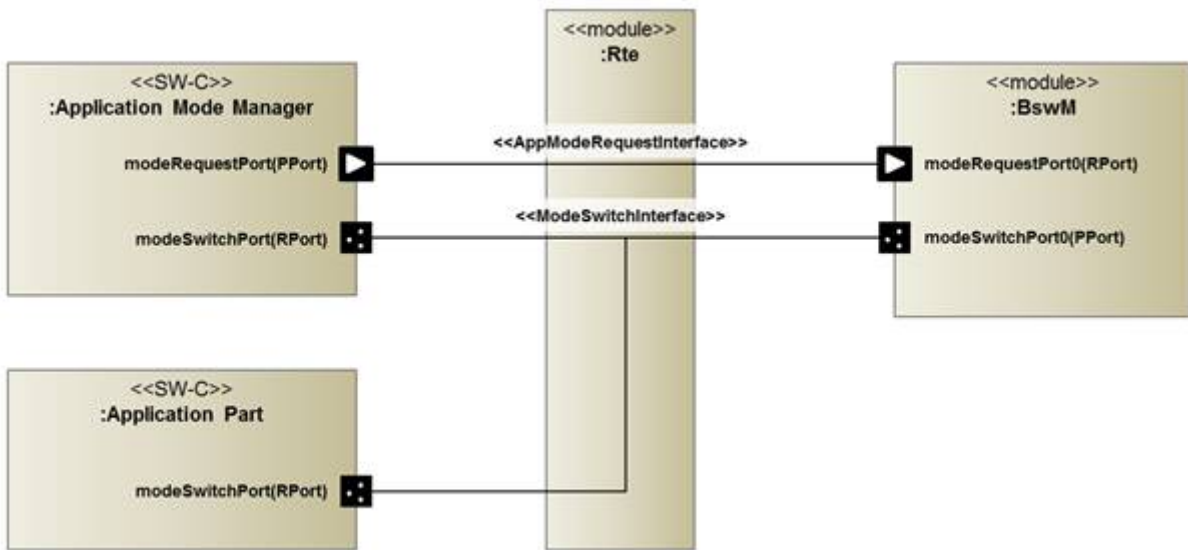 <<module>>
:Rte
<<SW-C>>
:Application Mode Manager
<<module>>
:BswM
<<AppModeRequestInterface>>
modeRequestPort(PPort)
modeRequestPort0(RPort)
<<ModeSwitchInterface>>
modeSwitchPort(RPort)
modeSwitchPort0(PPort)
<<SW-C>>
:Application Part
modeSwitchPort(RPort)